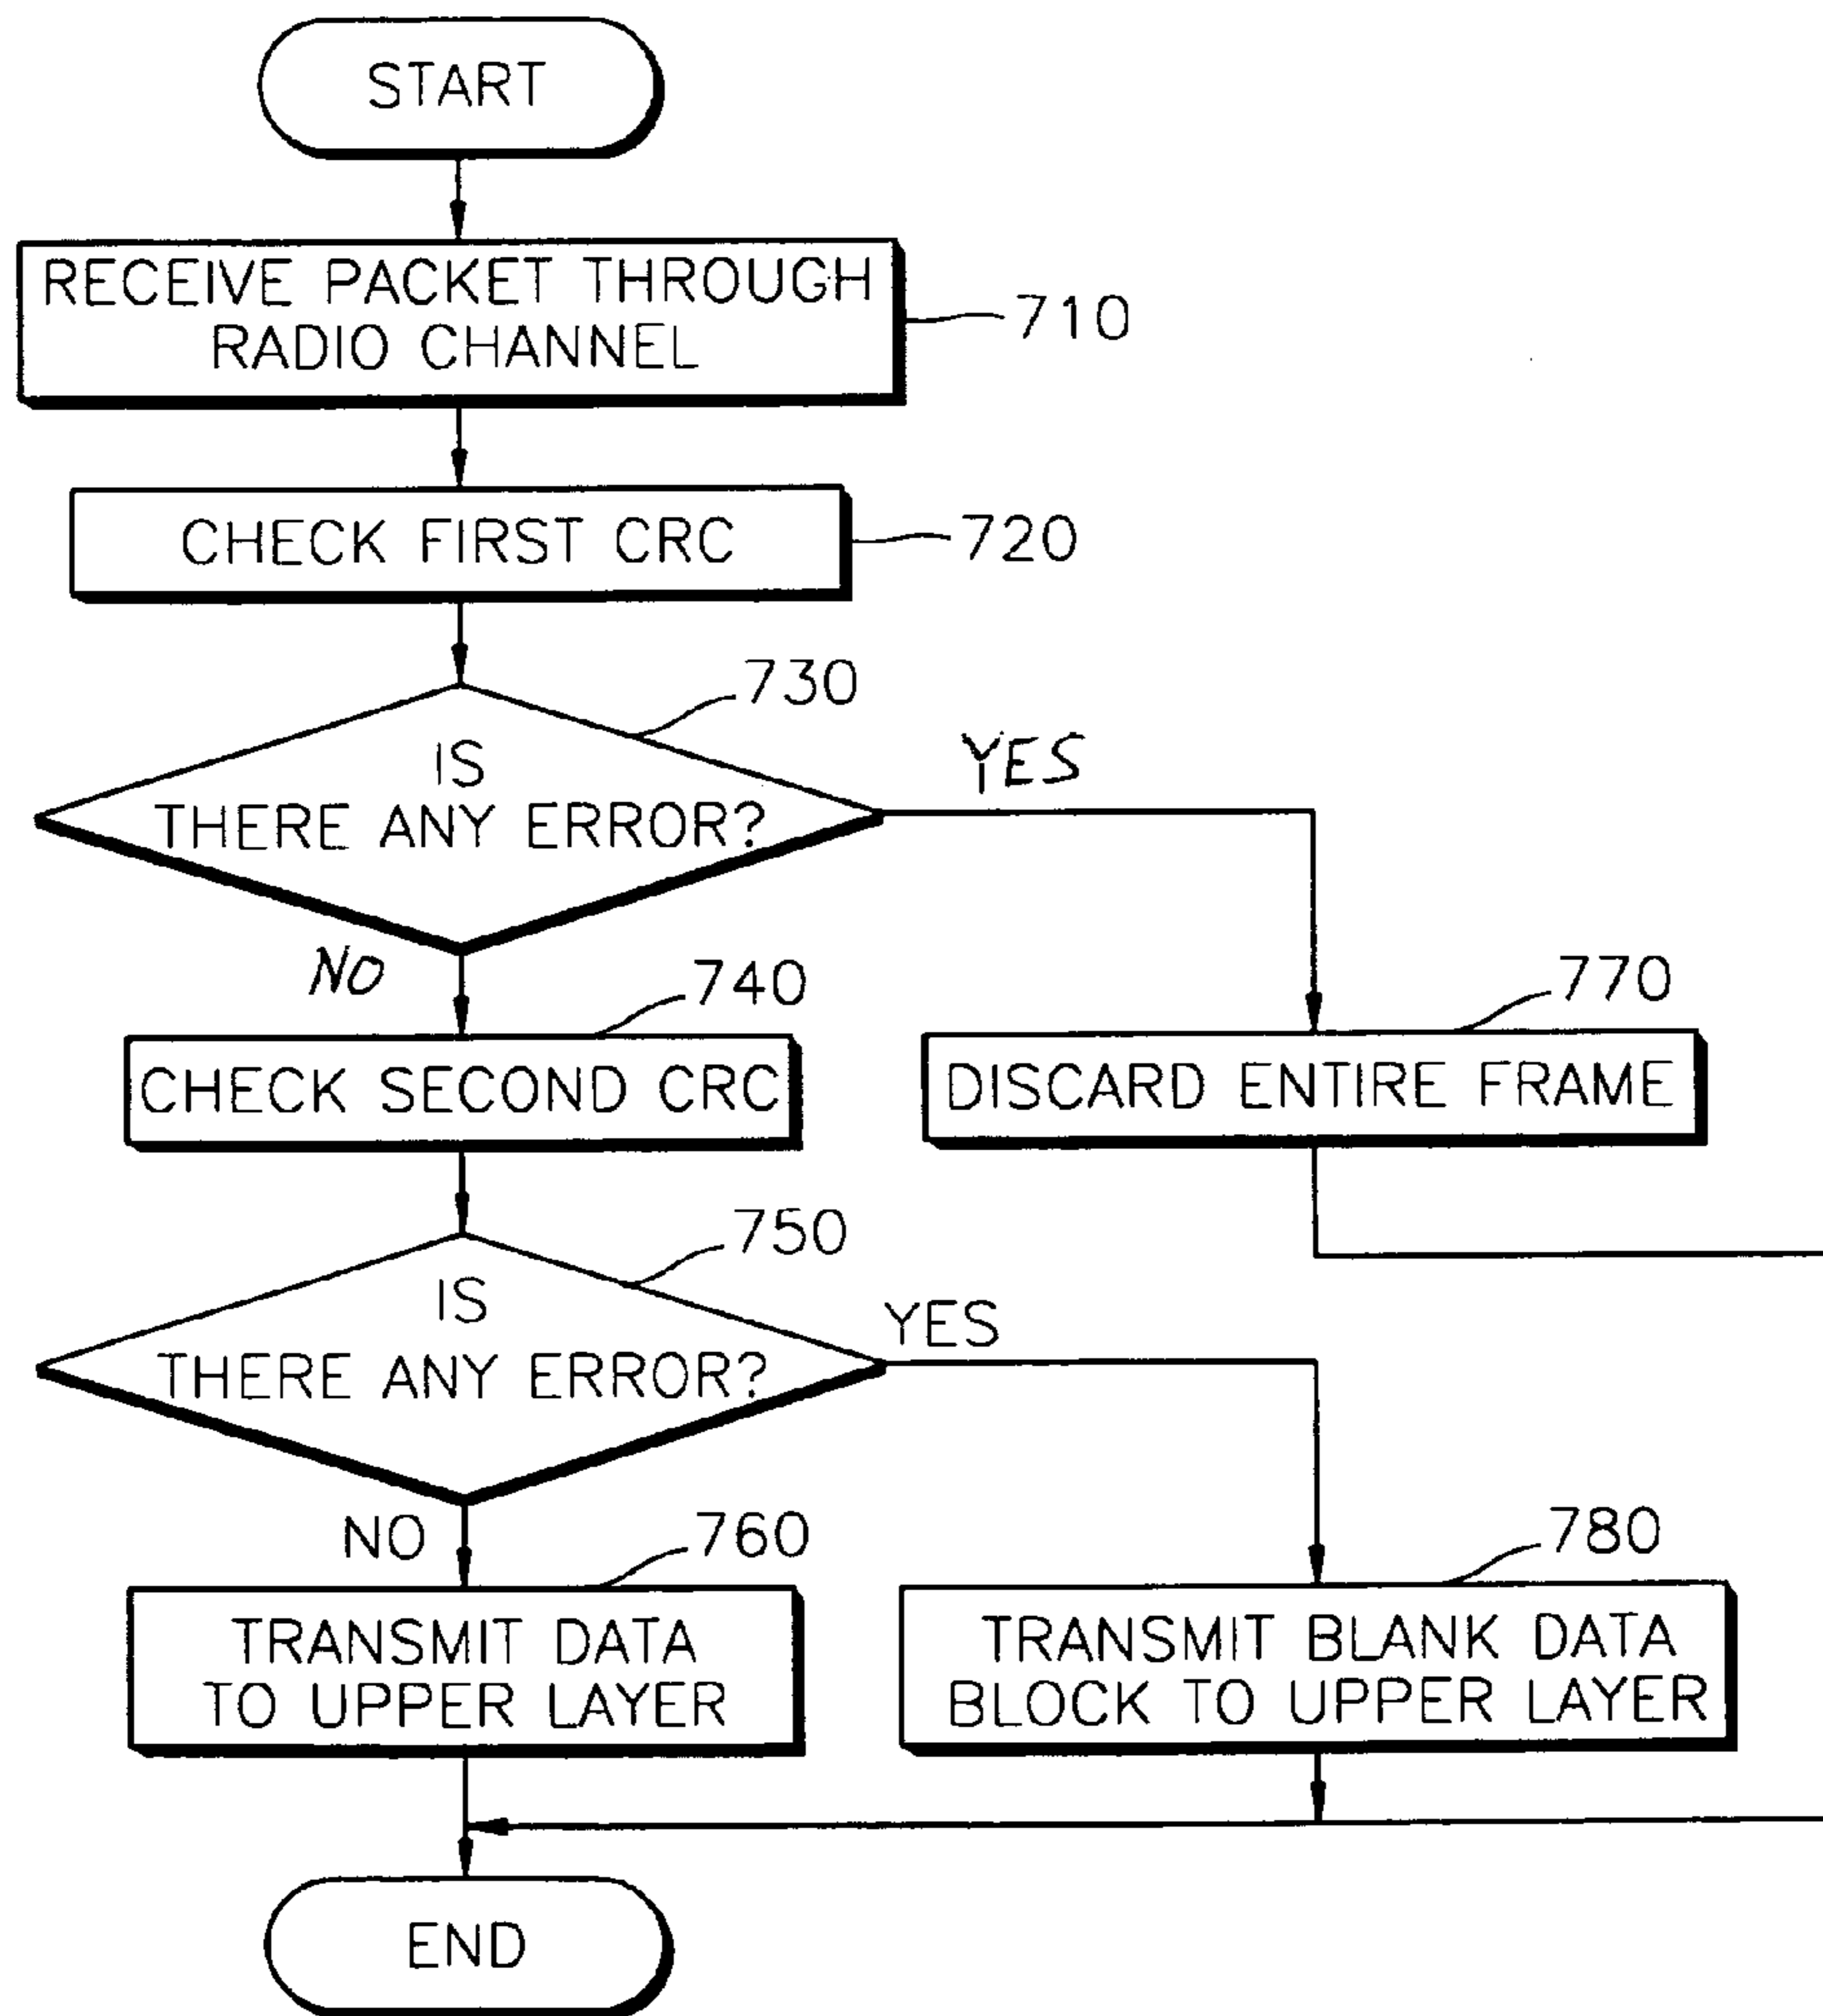 START
RECEIVE PACKET THROUGH
RADIO CHANNEL
710
CHECK FIRST CRC
720
730
IS
THERE ANY ERROR?
YES
NO
740
770
CHECK SECOND CRC
DISCARD ENTIRE FRAME
750
IS
THERE ANY ERROR?
YES
NO
760
780
TRANSMIT DATA
TO UPPER LAYER
TRANSMIT BLANK DATA
BLOCK TO UPPER LAYER
END